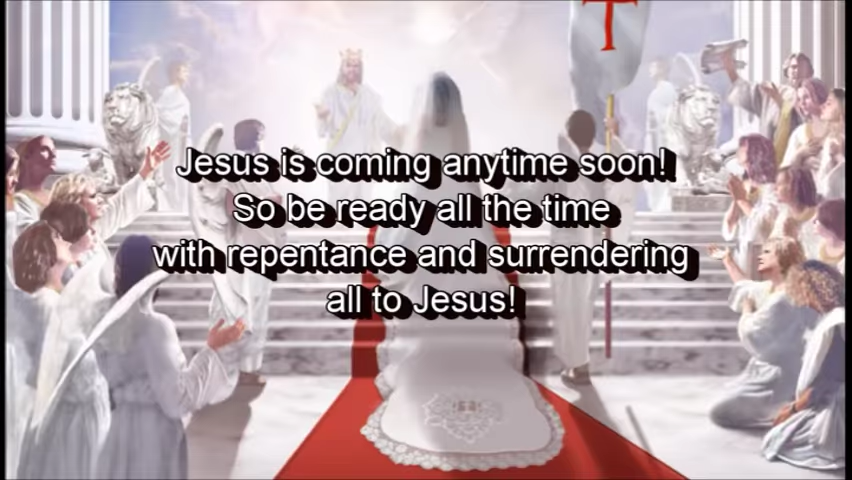 Jesus is coming anytime soon!
So be ready all the time
with repentance and surrendering
all to Jesus!